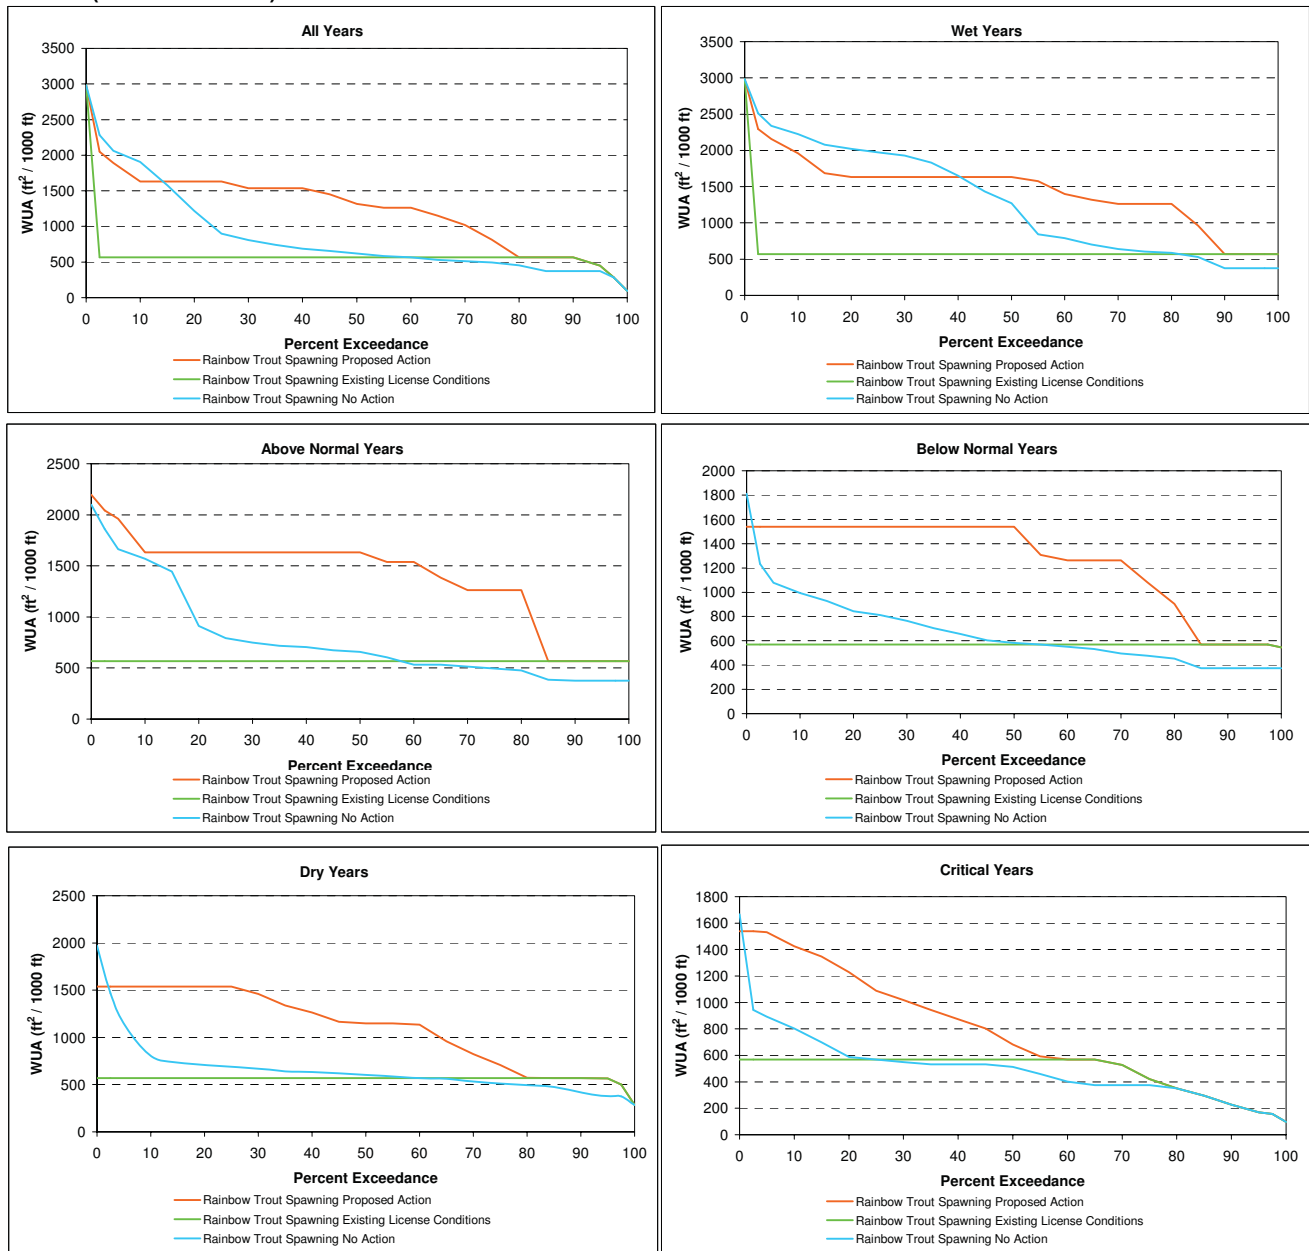 All Years
3500
3000
2500
2000
1500
1000
500
0
WUA (ft² / 1000 ft)
0 10 20 30 40 50 60 70 80 90 100
Percent Exceedance
Rainbow Trout Spawning Proposed Action
Rainbow Trout Spawning Existing License Conditions
Rainbow Trout Spawning No Action
Wet Years
3500
3000
2500
2000
1500
1000
500
0
WUA (ft² / 1000 ft)
0 10 20 30 40 50 60 70 80 90 100
Percent Exceedance
Rainbow Trout Spawning Proposed Action
Rainbow Trout Spawning Existing License Conditions
Rainbow Trout Spawning No Action
Above Normal Years
2500
2000
1500
1000
500
0
WUA (ft² / 1000 ft)
0 10 20 30 40 50 60 70 80 90 100
Percent Exceedance
Rainbow Trout Spawning Proposed Action
Rainbow Trout Spawning Existing License Conditions
Rainbow Trout Spawning No Action
Below Normal Years
2000
1800
1600
1400
1200
1000
800
600
400
200
0
WUA (ft² / 1000 ft)
0 10 20 30 40 50 60 70 80 90 100
Percent Exceedance
Rainbow Trout Spawning Proposed Action
Rainbow Trout Spawning Existing License Conditions
Rainbow Trout Spawning No Action
Dry Years
2500
2000
1500
1000
500
0
WUA (ft² / 1000 ft)
0 10 20 30 40 50 60 70 80 90 100
Percent Exceedance
Rainbow Trout Spawning Proposed Action
Rainbow Trout Spawning Existing License Conditions
Rainbow Trout Spawning No Action
Critical Years
1800
1600
1400
1200
1000
800
600
400
200
0
WUA (ft² / 1000 ft)
0 10 20 30 40 50 60 70 80 90 100
Percent Exceedance
Rainbow Trout Spawning Proposed Action
Rainbow Trout Spawning Existing License Conditions
Rainbow Trout Spawning No Action